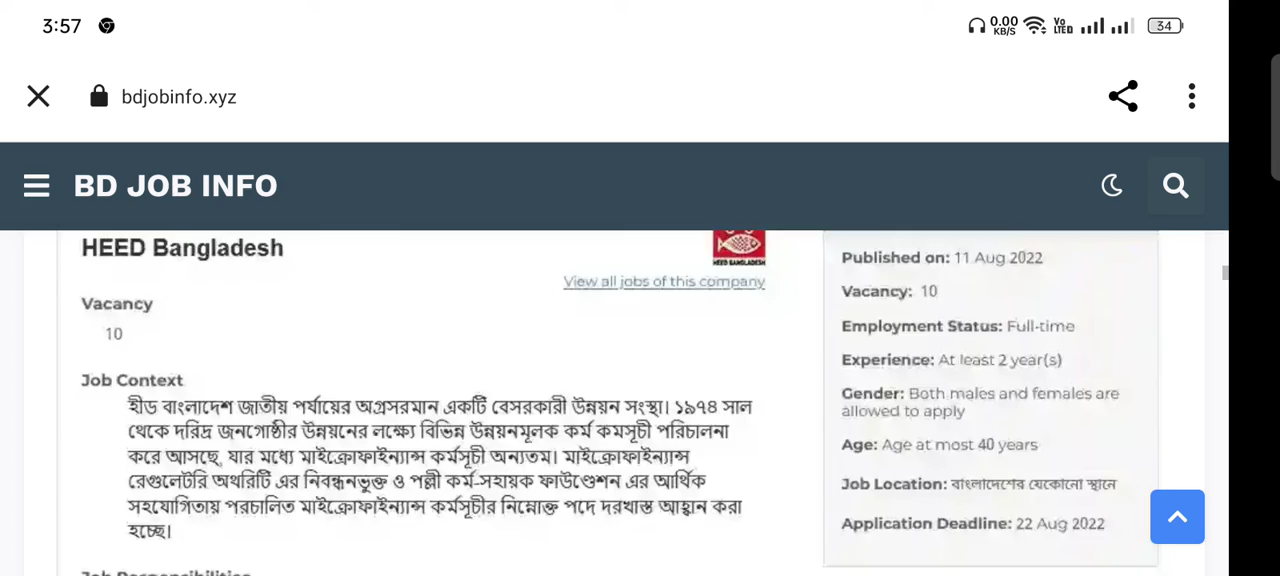 3:57
0.00
KB/S
Vo
LTE
34
bdjobinfo.xyz
BD JOB INFO
HEED Bangladesh
HEED BANGLADESH
View all jobs of this company
Vacancy
10
Job Context
হীড বাংলাদেশ জাতীয় পর্যায়ের অগ্রসরমান একটি বেসরকারী উন্নয়ন সংস্থা। ১৯৭৪ সাল
থেকে দরিদ্র জনগোষ্ঠীর উন্নয়নের লক্ষ্যে বিভিন্ন উন্নয়নমূলক কর্ম কমসূচী পরিচালনা
করে আসছে, যার মধ্যে মাইক্রোফাইন্যান্স কর্মসূচী অন্যতম। মাইক্রোফাইন্যান্স
রেগুলেটরি অথরিটি এর নিবন্ধনভুক্ত ও পল্লী কর্ম-সহায়ক ফাউণ্ডেশন এর আর্থিক
সহযোগিতায় পরচালিত মাইক্রোফাইন্যান্স কর্মসূচীর নিম্নোক্ত পদে দরখাস্ত আহ্বান করা
হচ্ছে।
Job Responsibilities
Published on: 11 Aug 2022
Vacancy: 10
Employment Status: Full-time
Experience: At least 2 year(s)
Gender: Both males and females are
allowed to apply
Age: Age at most 40 years
Job Location: বাংলাদেশের যেকোনো স্থানে
Application Deadline: 22 Aug 2022